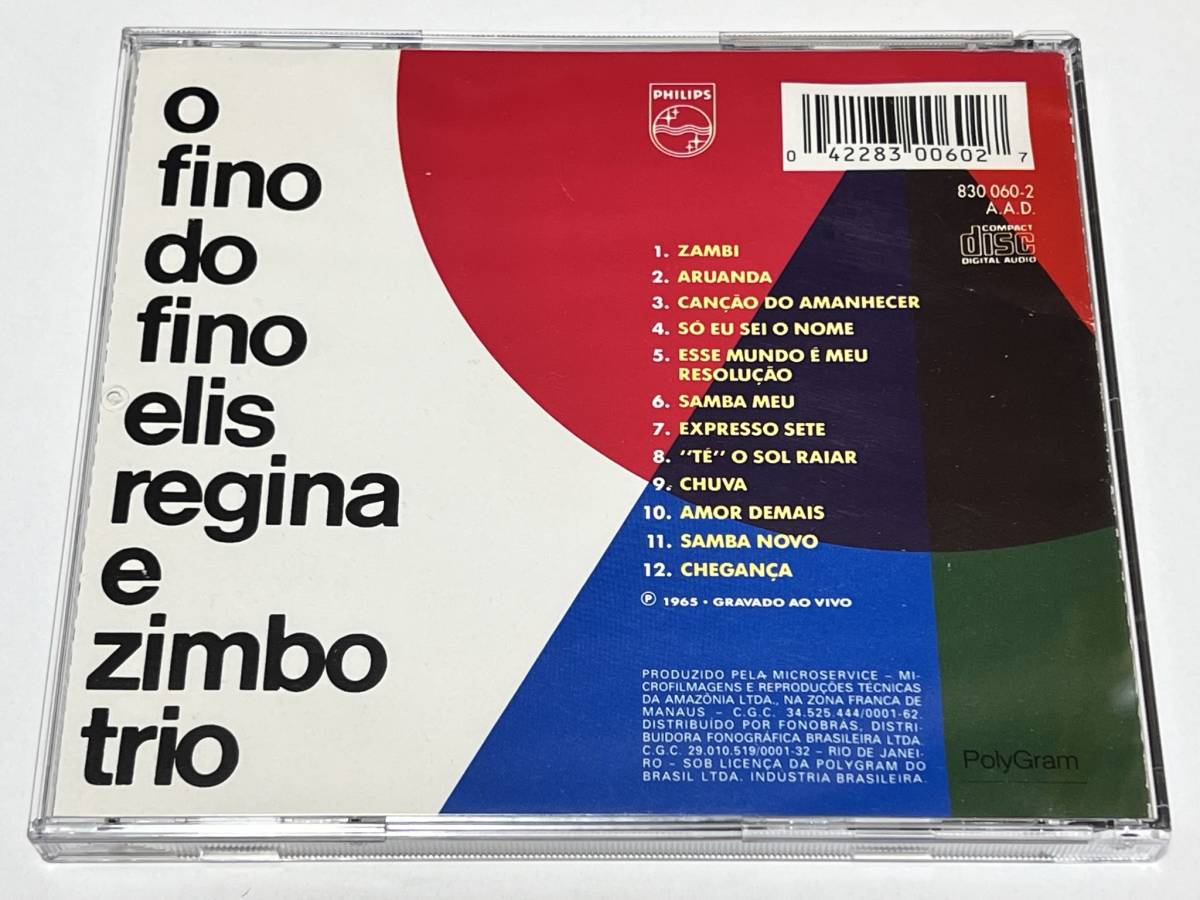 o
fino
do
fino
elis
regina
e
zimbo
trio
PHILIPS
0 42283 00602 7
830 060-2
A.A.D.
COMPACT
disc
DIGITAL AUDIO
1. ZAMBI
2. ARUANDA
3. CANÇÃO DO AMANHECER
4. SÓ EU SEI O NOME
5. ESSE MUNDO É MEU
RESOLUÇÃO
6. SAMBA MEU
7. EXPRESSO SETE
8. “TÉ” O SOL RAIAR
9. CHUVA
10. AMOR DEMAIS
11. SAMBA NOVO
12. CHEGANÇA
℗ 1965 • GRAVADO AO VIVO
PRODUZIDO PELA MICROSERVICE – MI-
CROFILMAGENS E REPRODUÇÕES TÉCNICAS
DA AMAZÔNIA LTDA., NA ZONA FRANCA DE
MANAUS – C.G.C. 34.525.444/0001-62.
DISTRIBUÍDO POR FONOBRÁS, DISTRI-
BUIDORA FONOGRÁFICA BRASILEIRA LTDA.
C.G.C. 29.010.519/0001-32 – RIO DE JANEI-
RO – SOB LICENÇA DA POLYGRAM DO
BRASIL LTDA. INDÚSTRIA BRASILEIRA.
PolyGram